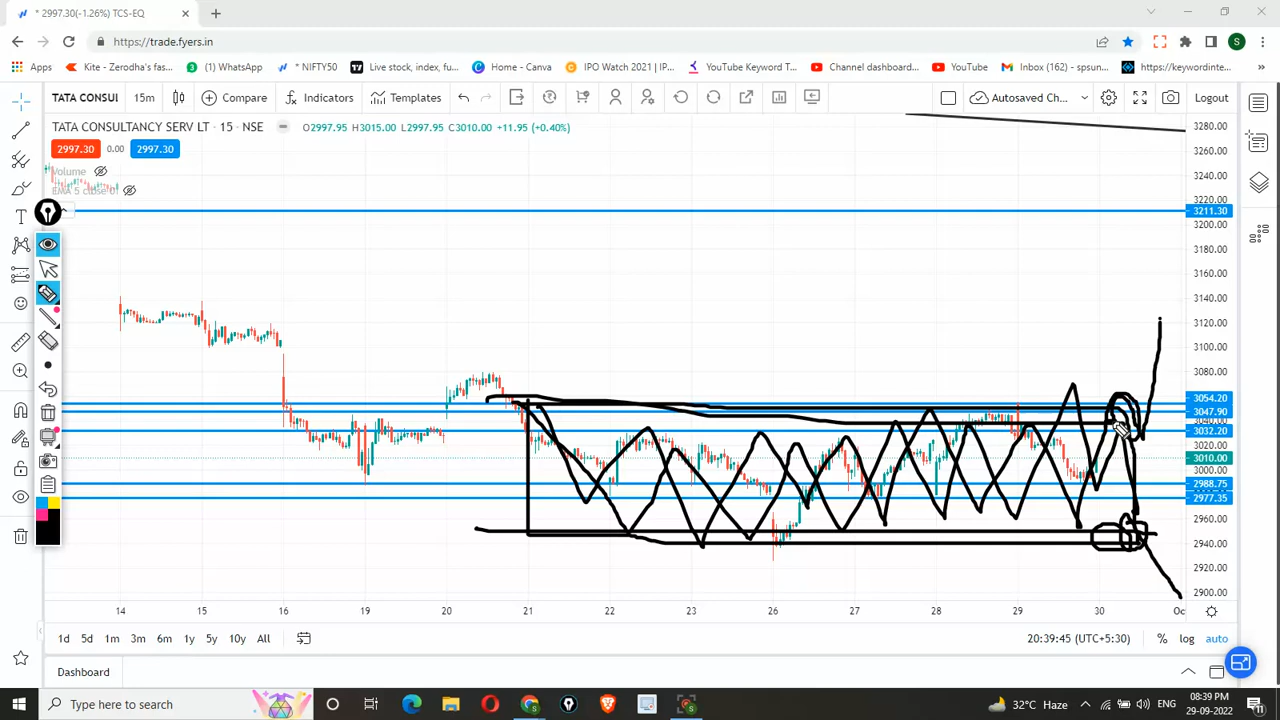 * 2997.30(-1.26%) TCS-EQ
https://trade.fyers.in
S
Apps
Kite - Zerodha's fas...
(1) WhatsApp
* NIFTY50
Live stock, index, fu...
Home - Canva
IPO Watch 2021 | IP...
YouTube Keyword T...
Channel dashboard...
YouTube
Inbox (162) - spsun...
https://keywordinte...
TATA CONSUI
15m
Compare
Indicators
Templates
Autosaved Ch...
Logout
TATA CONSULTANCY SERV LT · 15 · NSE
O2997.95 H3015.00 L2997.95 C3010.00 +11.95 (+0.40%)
2997.30
0.00
2997.30
Volume
EMA 5 close 0
3280.00
3260.00
3240.00
3220.00
3211.30
3200.00
3180.00
3160.00
3140.00
3120.00
3100.00
3080.00
3054.20
3047.90
3032.20
3020.00
3010.00
3000.00
2988.75
2977.35
2960.00
2940.00
2920.00
2900.00
14
15
16
19
20
21
22
23
26
27
28
29
30
Oc
1d
5d
1m
3m
6m
1y
5y
10y
All
20:39:45 (UTC+5:30)
%
log
auto
Dashboard
Type here to search
32°C Haze
ENG
08:39 PM
29-09-2022